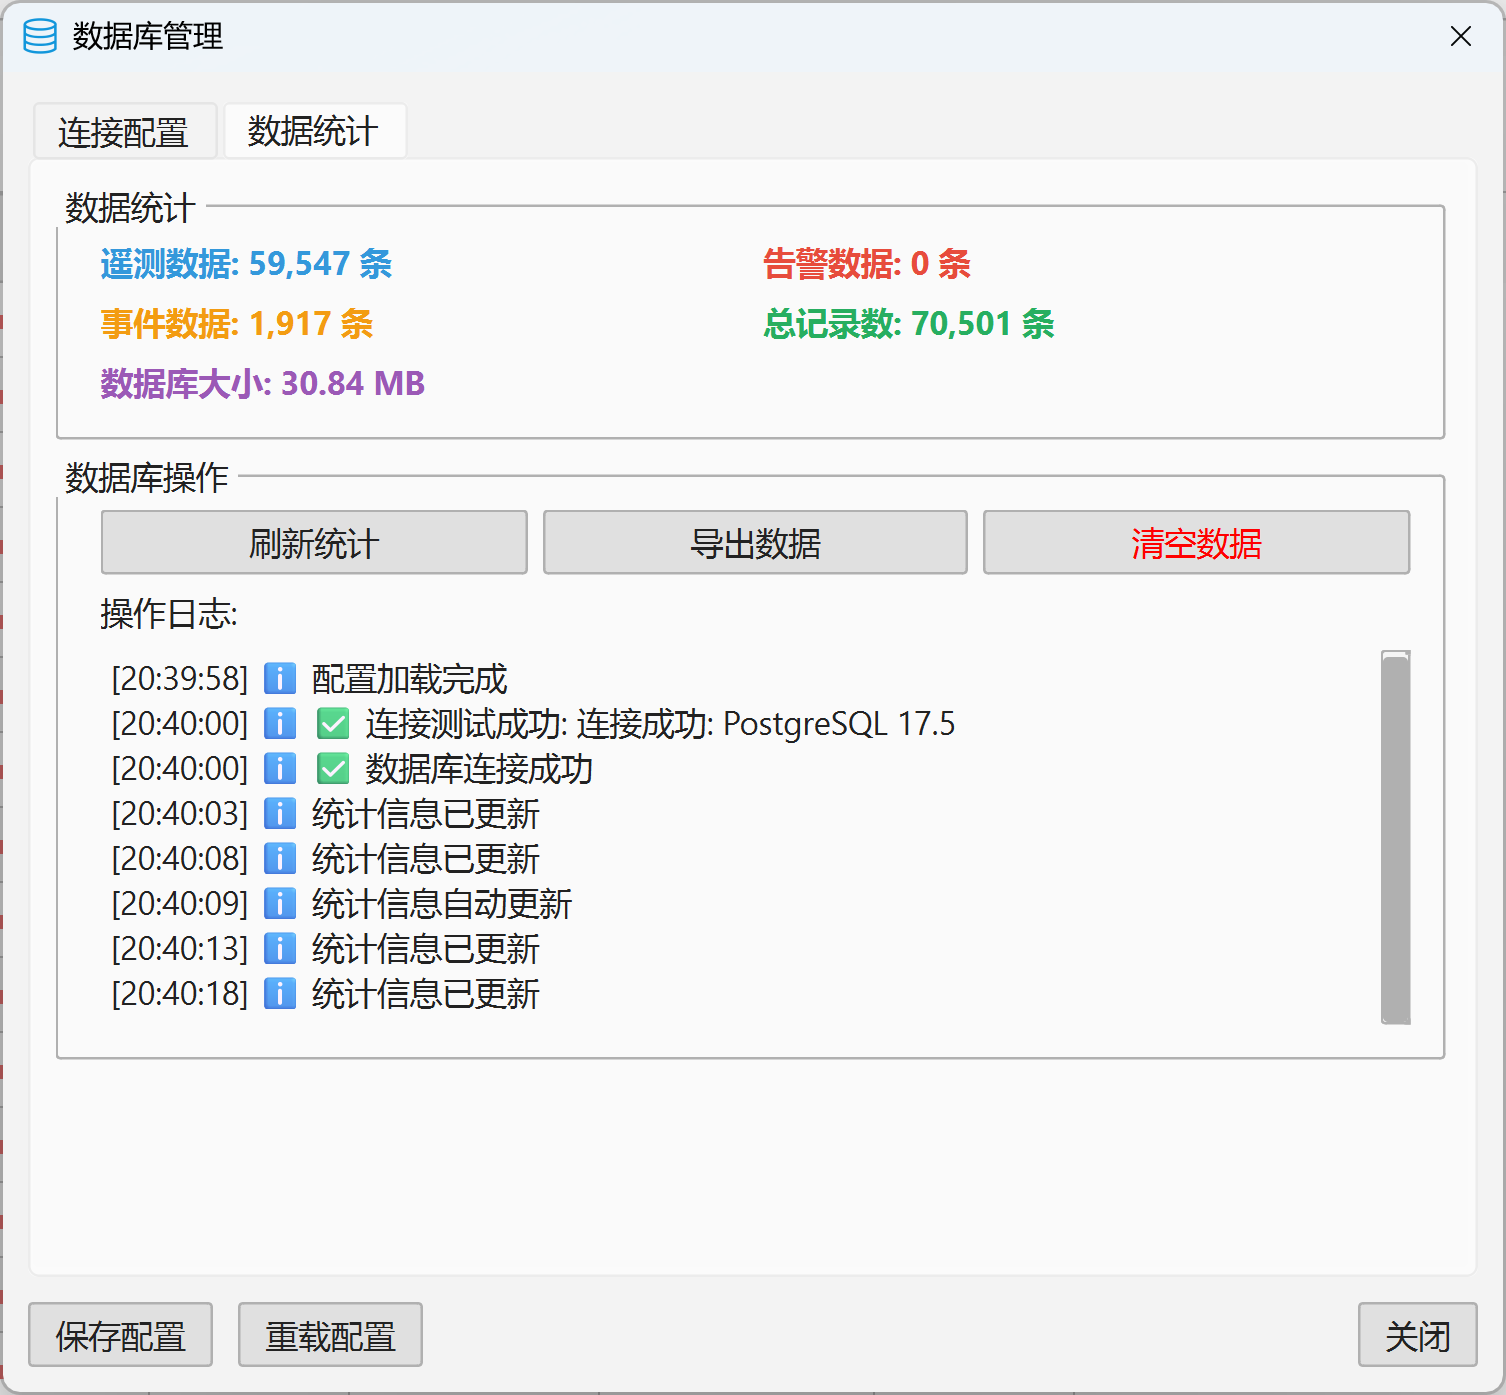 数据库管理
连接配置 数据统计
数据统计
遥测数据: 59,547 条 告警数据: 0 条
事件数据: 1,917 条 总记录数: 70,501 条
数据库大小: 30.84 MB
数据库操作
刷新统计 导出数据 清空数据
操作日志:
[20:39:58] ℹ️ 配置加载完成
[20:40:00] ℹ️ ✅ 连接测试成功: 连接成功: PostgreSQL 17.5
[20:40:00] ℹ️ ✅ 数据库连接成功
[20:40:03] ℹ️ 统计信息已更新
[20:40:08] ℹ️ 统计信息已更新
[20:40:09] ℹ️ 统计信息自动更新
[20:40:13] ℹ️ 统计信息已更新
[20:40:18] ℹ️ 统计信息已更新
保存配置 重载配置 关闭